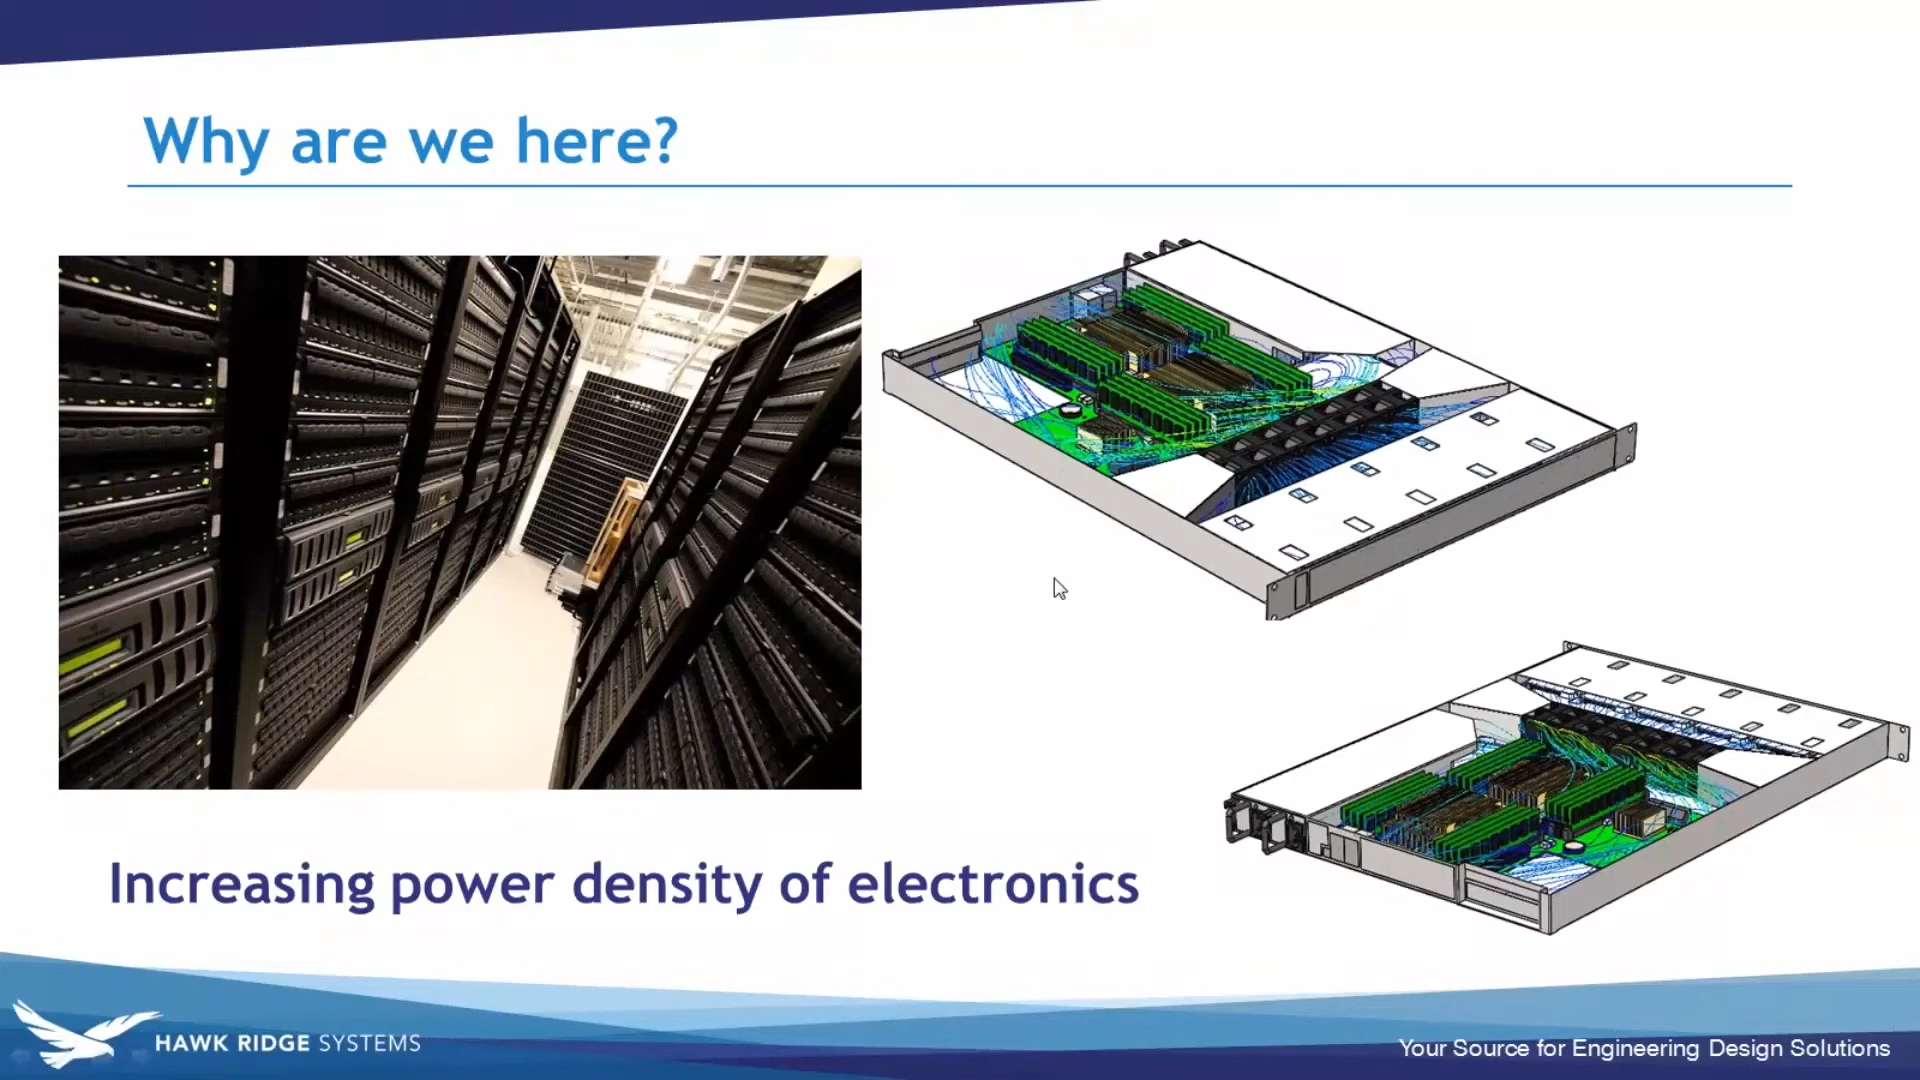 Why are we here?
Increasing power density of electronics
HAWK RIDGE SYSTEMS
Your Source for Engineering Design Solutions